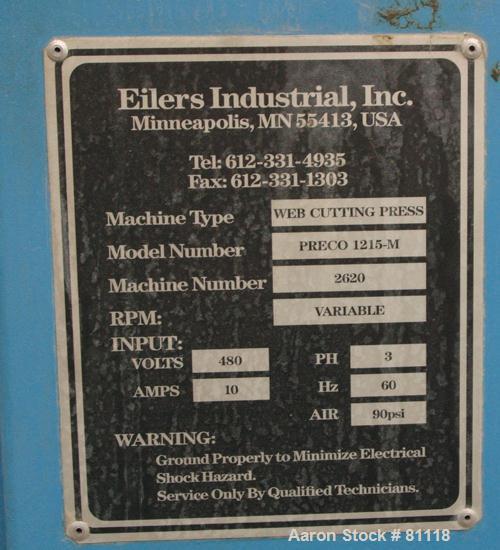 Eilers Industrial, Inc.
Minneapolis, MN 55413, USA
Tel: 612-331-4935
Fax: 612-331-1303
Machine Type WEB CUTTING PRESS
Model Number PRECO 1215-M
Machine Number 2620
RPM: VARIABLE
INPUT:
VOLTS 480 PH 3
AMPS 10 Hz 60
AIR 90psi
WARNING:
Ground Properly to Minimize Electrical
Shock Hazard.
Service Only By Qualified Technicians.
Aaron Stock # 81118